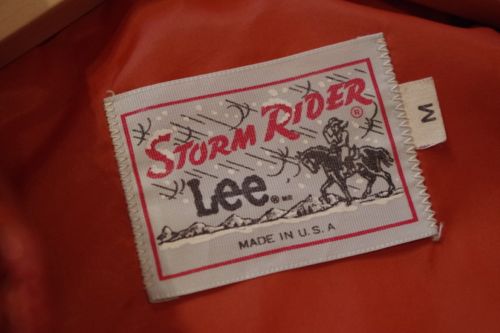 STORM RIDER®
Lee®
MADE IN U.S.A
M